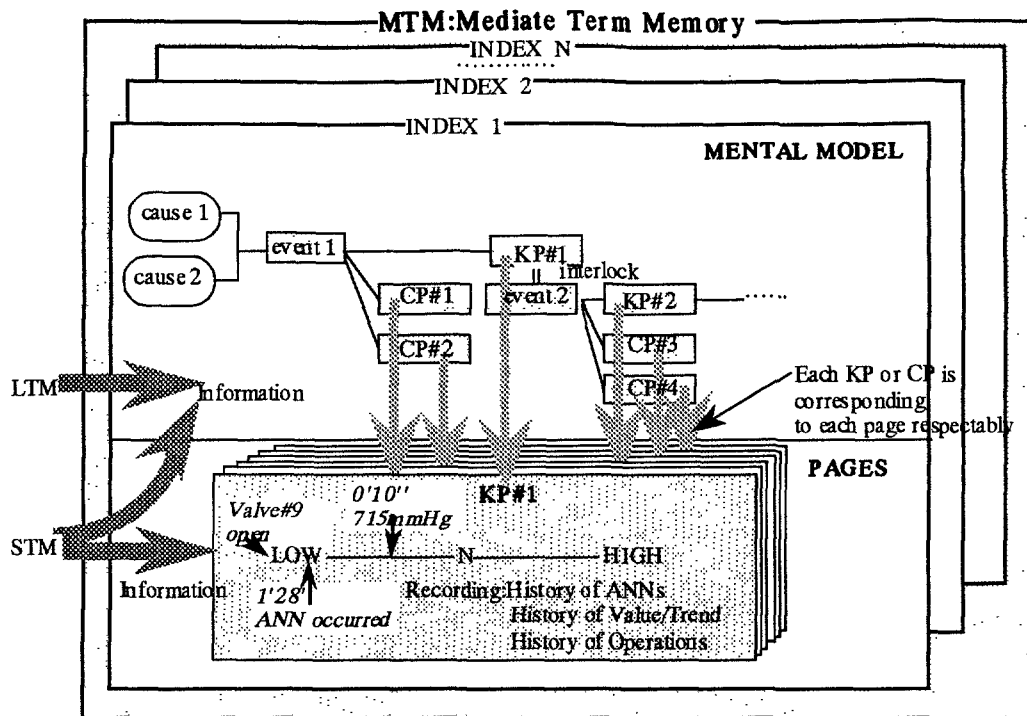 MTM:Mediate Term Memory
INDEX N
INDEX 2
INDEX 1
MENTAL MODEL
cause 1
cause 2
event 1
KP#1
interlock
event 2
CP#1
CP#2
KP#2
CP#3
CP#4
LTM
Information
Each KP or CP is
corresponding
to each page respectably
PAGES
STM
Information
KP#1
0'10''
715mmHg
Valve#9
open
LOW
N
HIGH
1'28'
ANN occurred
Recording:History of ANNs
History of Value/Trend
History of Operations